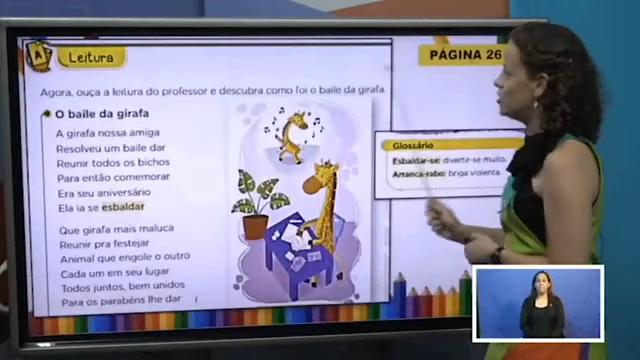 A
Leitura
PÁGINA 26
Agora, ouça a leitura do professor e descubra como foi o baile da girafa.
O baile da girafa
A girafa nossa amiga
Resolveu um baile dar
Reunir todos os bichos
Para então comemorar
Era seu aniversário
Ela ia se esbaldar
Que girafa mais maluca
Reunir pra festejar
Animal que engole o outro
Cada um em seu lugar
Todos juntos, bem unidos
Para os parabéns lhe dar
Glossário
Esbaldar-se: diverte-se muito.
Arranca-rabo: briga violenta.